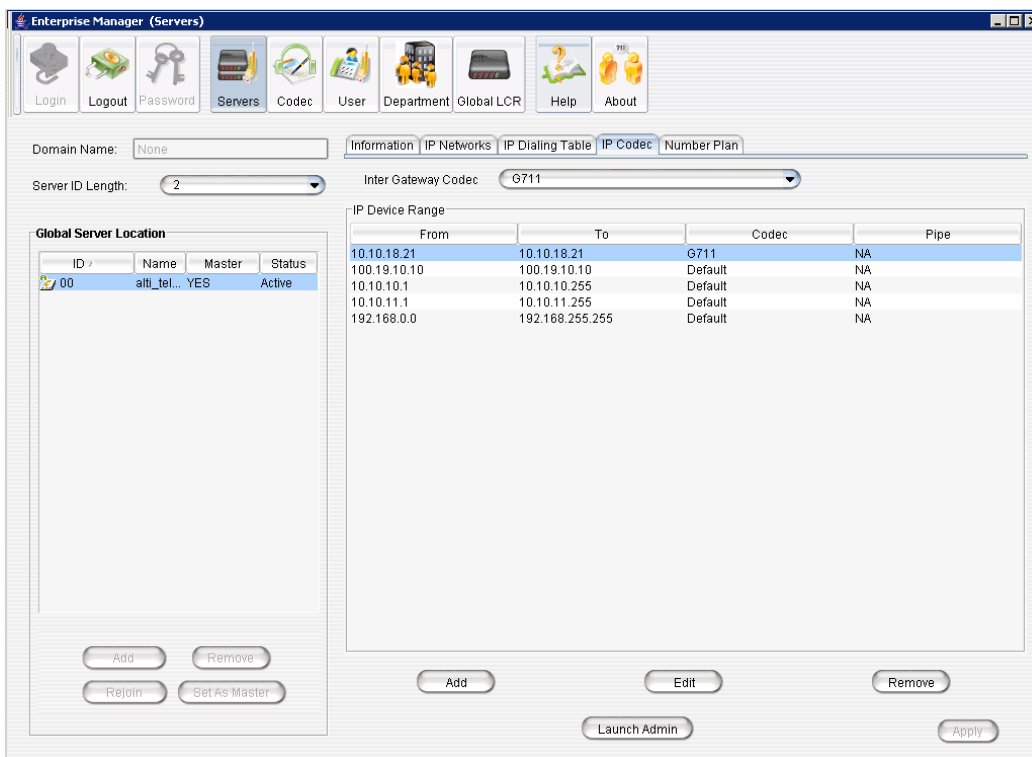 Enterprise Manager (Servers)
Login Logout Password Servers Codec User Department Global LCR Help About
Domain Name: None
Server ID Length: 2
Global Server Location
ID / Name Master Status
00 alti_tel... YES Active
Add Remove
Rejoin Set As Master
Information IP Networks IP Dialing Table IP Codec Number Plan
Inter Gateway Codec G711
IP Device Range
From To Codec Pipe
10.10.18.21 10.10.18.21 G711 NA
100.19.10.10 100.19.10.10 Default NA
10.10.10.1 10.10.10.255 Default NA
10.10.11.1 10.10.11.255 Default NA
192.168.0.0 192.168.255.255 Default NA
Add Edit Remove
Launch Admin Apply